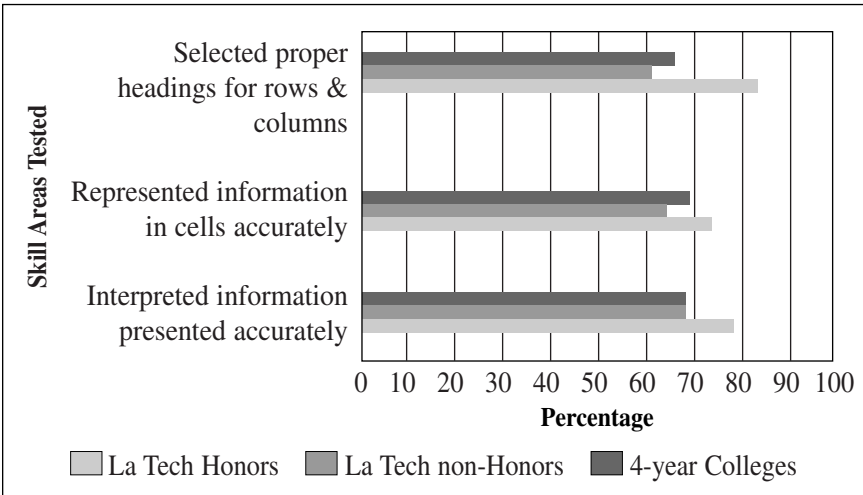 Skill Areas Tested
Selected proper
headings for rows &
columns
Represented information
in cells accurately
Interpreted information
presented accurately
0 10 20 30 40 50 60 70 80 90 100
Percentage
La Tech Honors La Tech non-Honors 4-year Colleges